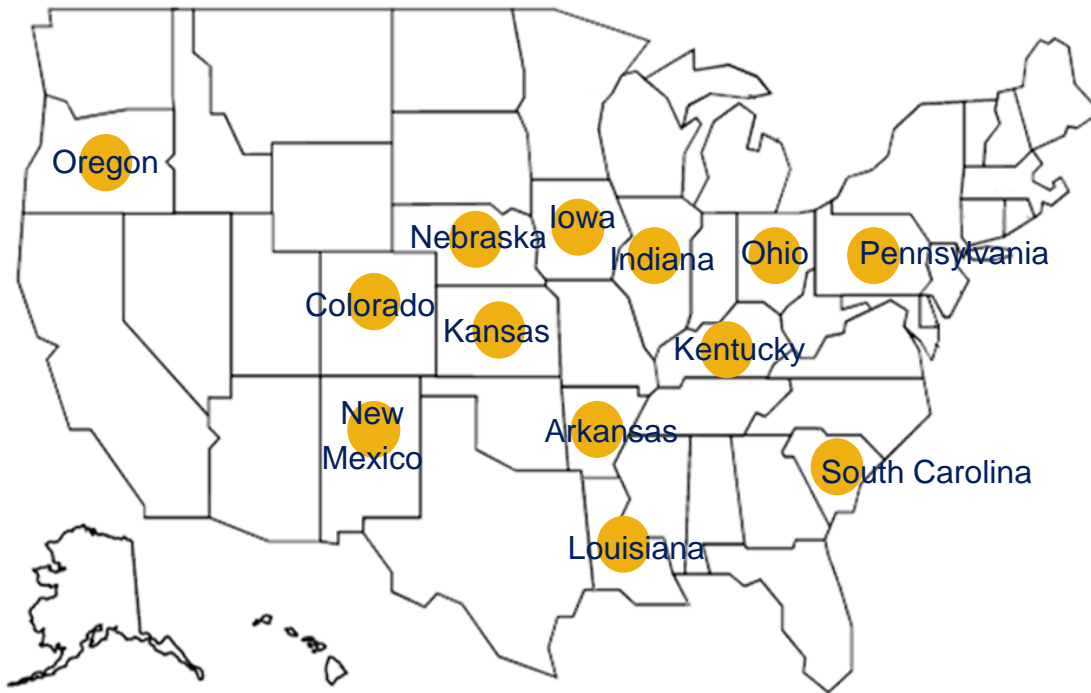 Oregon
Iowa
Nebraska
Indiana
Ohio
Pennsylvania
Colorado
Kansas
Kentucky
New
Mexico
Arkansas
South Carolina
Louisiana